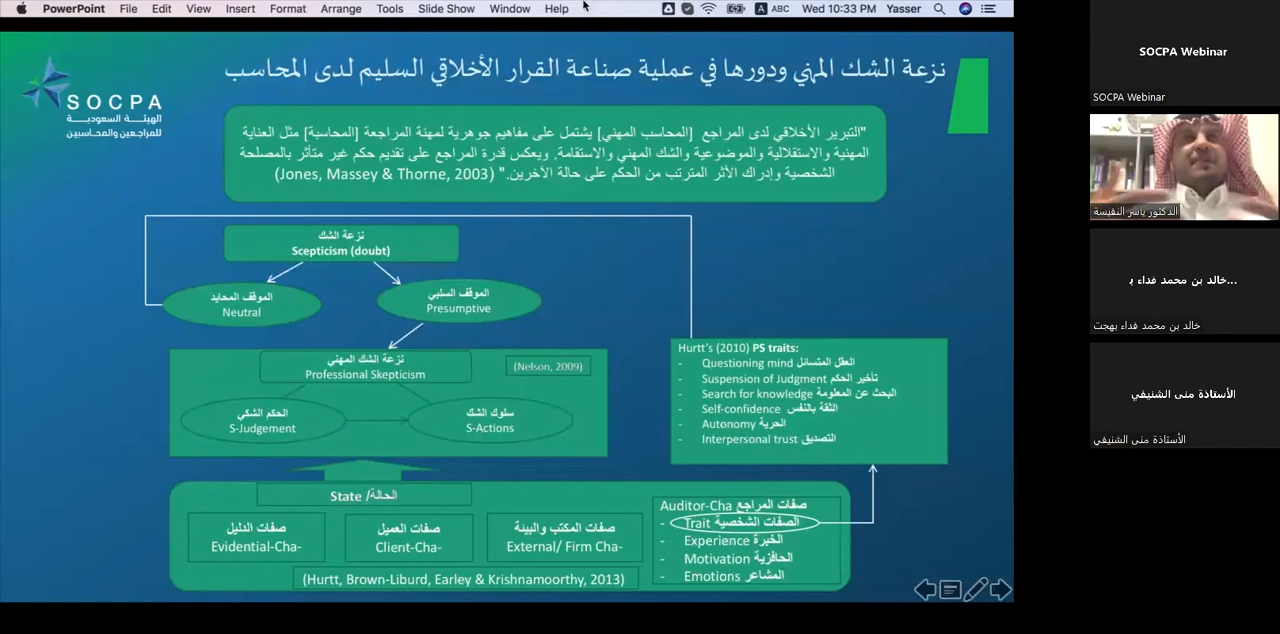 PowerPoint File Edit View Insert Format Arrange Tools Slide Show Window Help A ABC Wed 10:33 PM Yasser
نزعة الشك المهني ودورها في عملية صناعة القرار الأخلاقي السليم لدى المحاسب
SOCPA
الهيئة السعودية
للمراجعين والمحاسبين
"التبرير الأخلاقي لدى المراجع [المحاسب المهني] يشتمل على مفاهيم جوهرية لمهنة المراجعة [المحاسبة] مثل العناية
المهنية والاستقلالية والموضوعية والشك المهني والاستقامة. ويعكس قدرة المراجع على تقديم حكم غير متأثر بالمصلحة
الشخصية وإدراك الأثر المترتب من الحكم على حالة الآخرين." (Jones, Massey & Thorne, 2003)
نزعة الشك
Scepticism (doubt)
الموقف المحايد
Neutral
الموقف السلبي
Presumptive
نزعة الشك المهني
Professional Skepticism
(Nelson, 2009)
الحكم الشكي
S-Judgement
سلوك الشك
S-Actions
Hurtt's (2010) PS traits:
- Questioning mind العقل المتسائل
- Suspension of Judgment تأخير الحكم
- Search for knowledge البحث عن المعلومة
- Self-confidence الثقة بالنفس
- Autonomy الحرية
- Interpersonal trust التصديق
State /الحالة
صفات الدليل
Evidential-Cha-
صفات العميل
Client-Cha-
صفات المكتب والبيئة
External/ Firm Cha-
(Hurtt, Brown-Liburd, Earley & Krishnamoorthy, 2013)
Auditor-Cha صفات المراجع
- Trait الصفات الشخصية
- Experience الخبرة
- Motivation الحافزية
- Emotions المشاعر
SOCPA Webinar
SOCPA Webinar
الدكتور ياسر النفيسة
خالد بن محمد فداء ب...
خالد بن محمد فداء بهجت
الأستاذة منى الشنيفي
الأستاذة منى الشنيفي